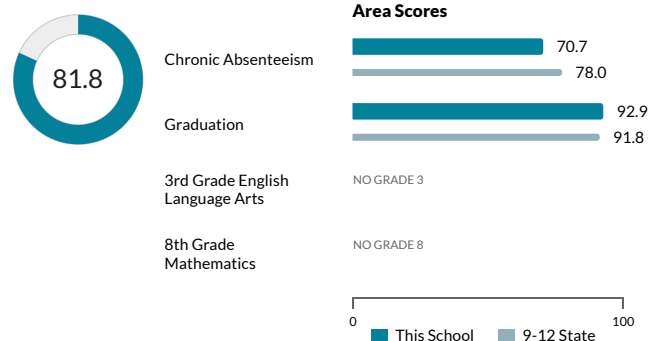 Area Scores
81.8
Chronic Absenteeism
70.7
78.0
Graduation
92.9
91.8
3rd Grade English
Language Arts
NO GRADE 3
8th Grade
Mathematics
NO GRADE 8
0
100
This School
9-12 State